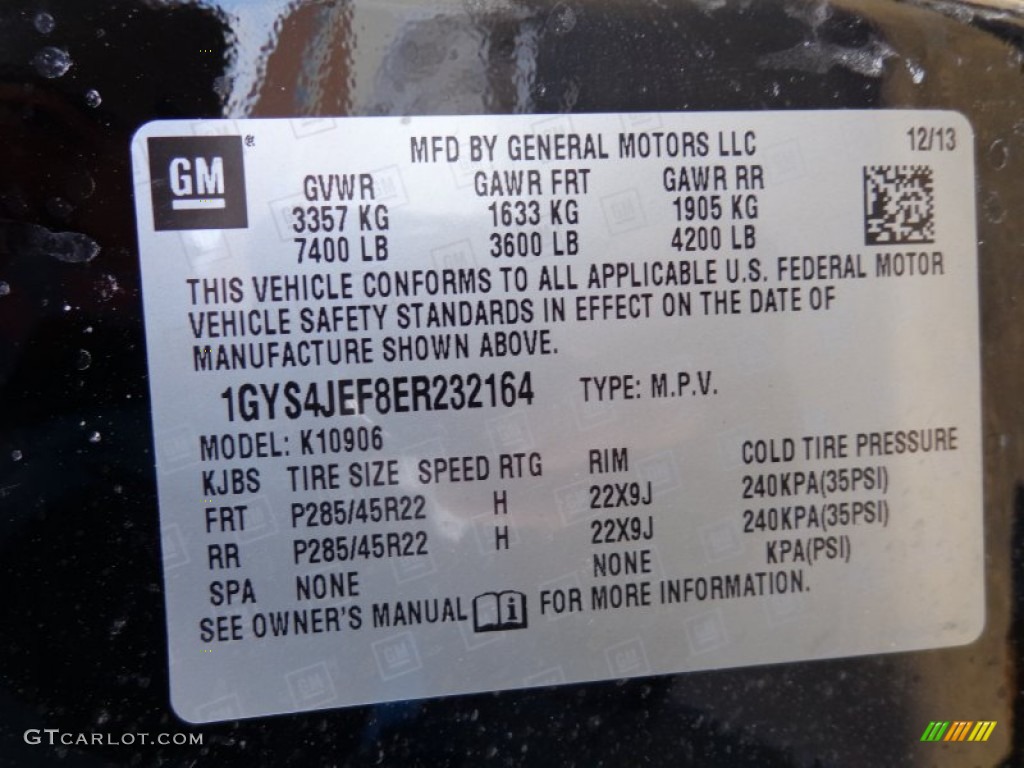 GM
MFD BY GENERAL MOTORS LLC
12/13
GVWR GAWR FRT GAWR RR
3357 KG 1633 KG 1905 KG
7400 LB 3600 LB 4200 LB
THIS VEHICLE CONFORMS TO ALL APPLICABLE U.S. FEDERAL MOTOR
VEHICLE SAFETY STANDARDS IN EFFECT ON THE DATE OF
MANUFACTURE SHOWN ABOVE.
1GYS4JEF8ER232164 TYPE: M.P.V.
MODEL: K10906
KJBS TIRE SIZE SPEED RTG RIM COLD TIRE PRESSURE
FRT P285/45R22 H 22X9J 240KPA(35PSI)
RR P285/45R22 H 22X9J 240KPA(35PSI)
SPA NONE NONE KPA(PSI)
SEE OWNER'S MANUAL i FOR MORE INFORMATION.
GTCARLOT.COM